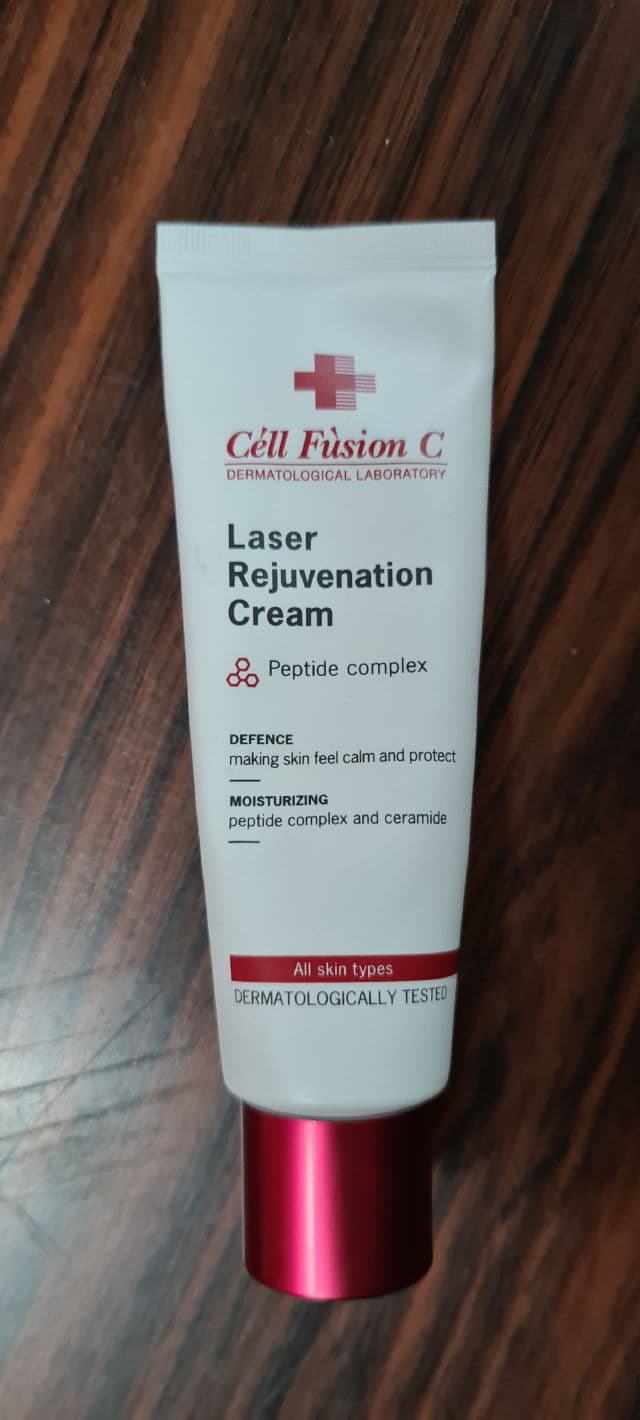 Céll Fùsion C
DERMATOLOGICAL LABORATORY
Laser
Rejuvenation
Cream
Peptide complex
DEFENCE
making skin feel calm and protect
MOISTURIZING
peptide complex and ceramide
All skin types
DERMATOLOGICALLY TESTED